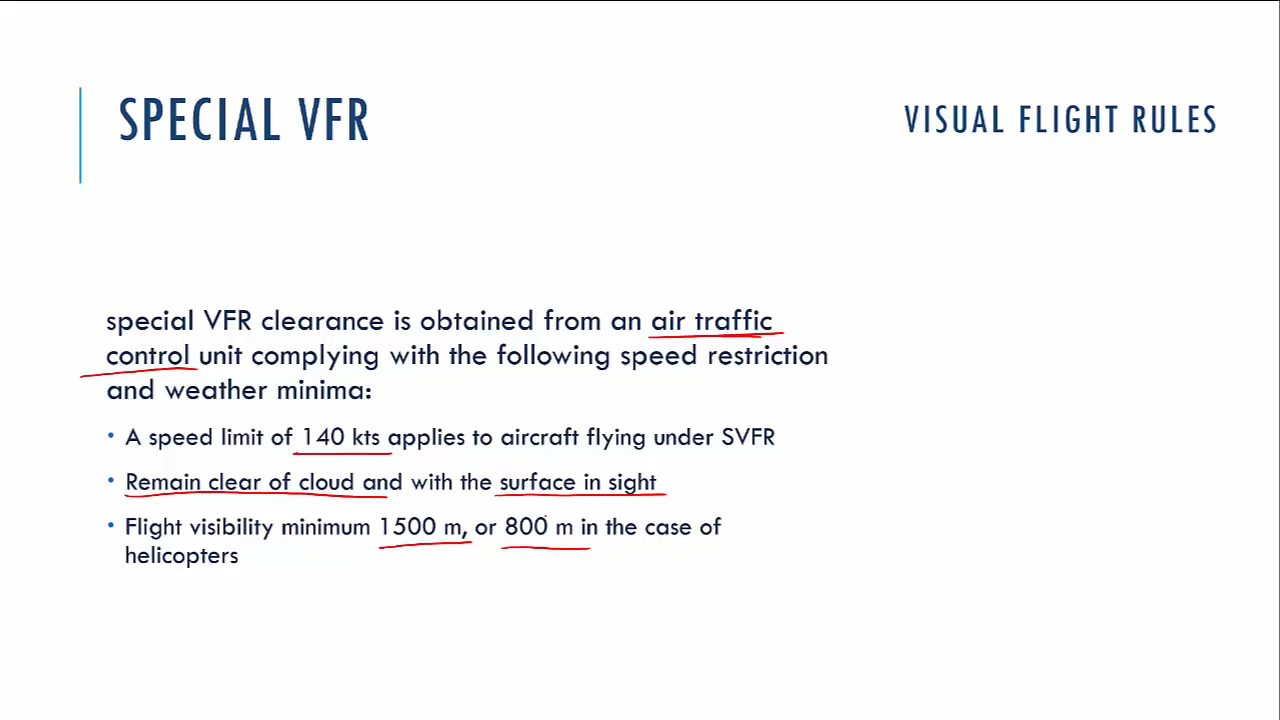 SPECIAL VFR
VISUAL FLIGHT RULES
special VFR clearance is obtained from an air traffic
control unit complying with the following speed restriction
and weather minima:
• A speed limit of 140 kts applies to aircraft flying under SVFR
• Remain clear of cloud and with the surface in sight
• Flight visibility minimum 1500 m, or 800 m in the case of
helicopters